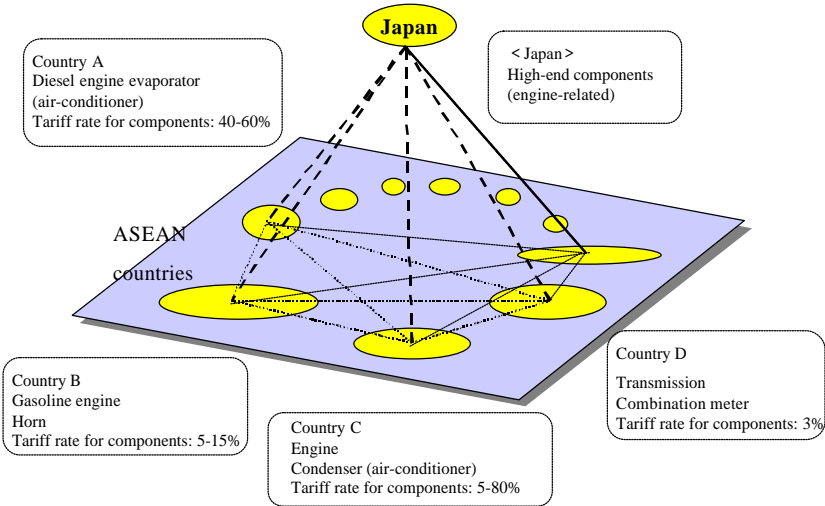 Japan
Country A
Diesel engine evaporator
(air-conditioner)
Tariff rate for components: 40-60%
<Japan>
High-end components
(engine-related)
ASEAN
countries
Country B
Gasoline engine
Horn
Tariff rate for components: 5-15%
Country C
Engine
Condenser (air-conditioner)
Tariff rate for components: 5-80%
Country D
Transmission
Combination meter
Tariff rate for components: 3%